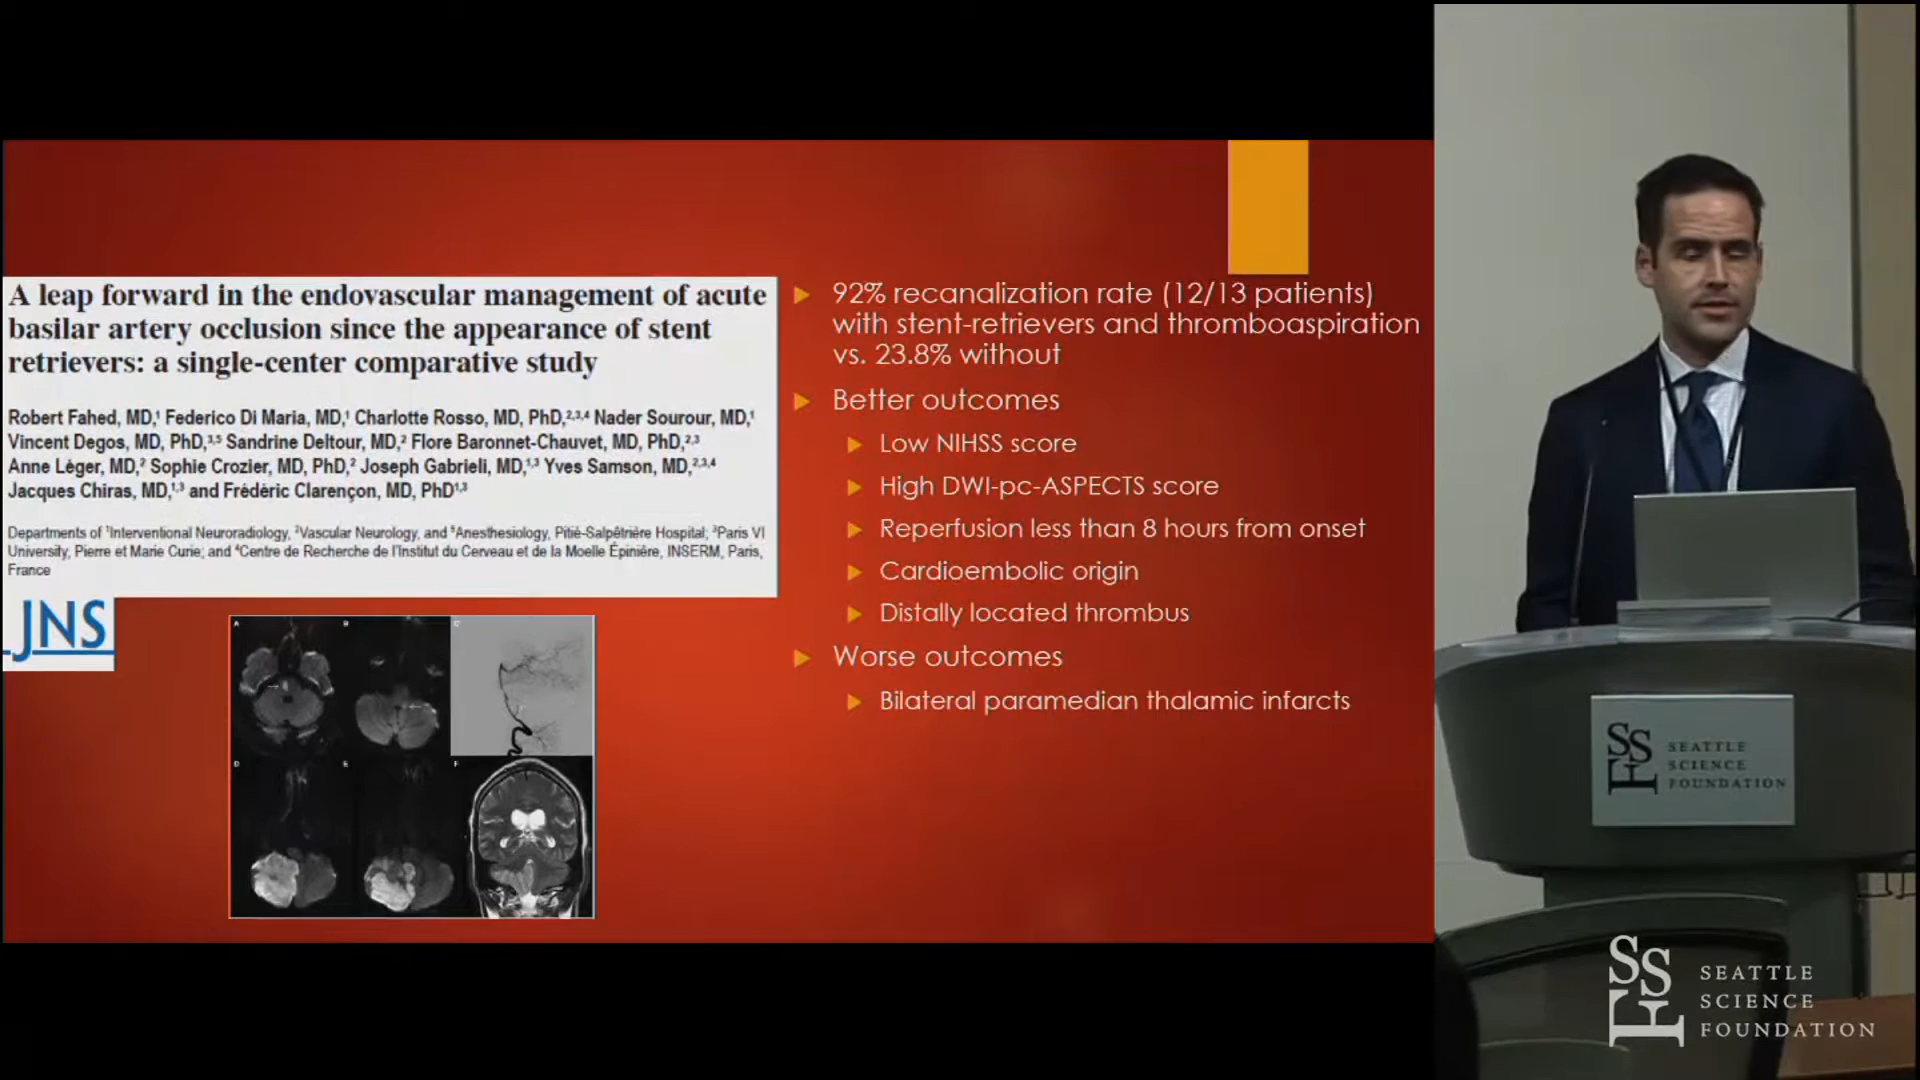 A leap forward in the endovascular management of acute
basilar artery occlusion since the appearance of stent
retrievers: a single-center comparative study
Robert Fahed, MD,¹ Federico Di Maria, MD,¹ Charlotte Rosso, MD, PhD,²,³,⁴ Nader Sourour, MD,¹
Vincent Degos, MD, PhD,³,⁵ Sandrine Deltour, MD,² Flore Baronnet-Chauvet, MD, PhD,²,³
Anne Léger, MD,² Sophie Crozier, MD, PhD,² Joseph Gabrieli, MD,¹,³ Yves Samson, MD,²,³,⁴
Jacques Chiras, MD,¹,³ and Frédéric Clarençon, MD, PhD¹,³
Departments of ¹Interventional Neuroradiology, ²Vascular Neurology, and ⁵Anesthesiology, Pitié-Salpêtrière Hospital; ³Paris VI
University, Pierre et Marie Curie; and ⁴Centre de Recherche de l'Institut du Cerveau et de la Moelle Épinière, INSERM, Paris,
France
JNS
A B C
D E F
92% recanalization rate (12/13 patients)
with stent-retrievers and thromboaspiration
vs. 23.8% without
Better outcomes
Low NIHSS score
High DWI-pc-ASPECTS score
Reperfusion less than 8 hours from onset
Cardioembolic origin
Distally located thrombus
Worse outcomes
Bilateral paramedian thalamic infarcts
SSF
SEATTLE
SCIENCE
FOUNDATION
SSF
SEATTLE
SCIENCE
FOUNDATION